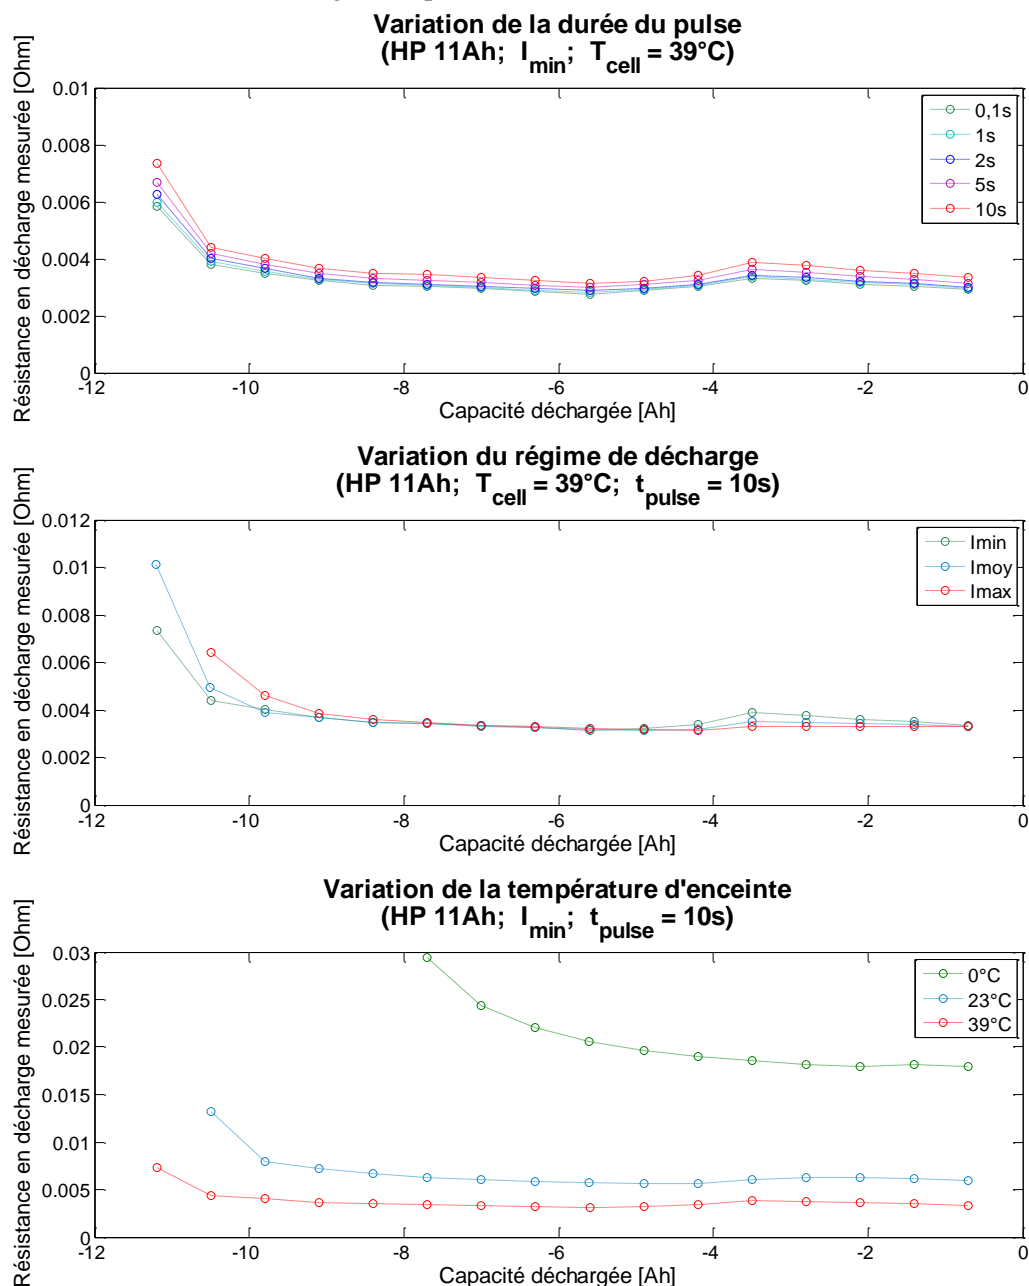 Variation de la durée du pulse
(HP 11Ah; Imin; Tcell = 39°C)
Résistance en décharge mesurée [Ohm]
0.01
0.008
0.006
0.004
0.002
0
-12 -10 -8 -6 -4 -2 0
Capacité déchargée [Ah]
0,1s
1s
2s
5s
10s
Variation du régime de décharge
(HP 11Ah; Tcell = 39°C; tpulse = 10s)
Résistance en décharge mesurée [Ohm]
0.012
0.01
0.008
0.006
0.004
0.002
0
-12 -10 -8 -6 -4 -2 0
Capacité déchargée [Ah]
Imin
Imoy
Imax
Variation de la température d'enceinte
(HP 11Ah; Imin; tpulse = 10s)
Résistance en décharge mesurée [Ohm]
0.03
0.025
0.02
0.015
0.01
0.005
0
-12 -10 -8 -6 -4 -2 0
Capacité déchargée [Ah]
0°C
23°C
39°C